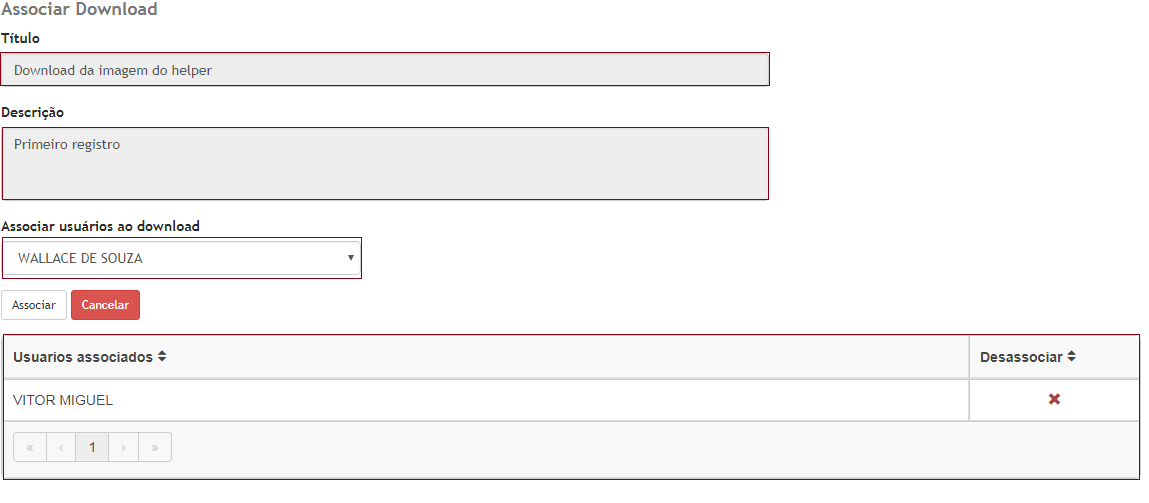 Associar Download
Título
Download da imagem do helper
Descrição
Primeiro registro
Associar usuários ao download
WALLACE DE SOUZA
Associar Cancelar
Usuarios associados Desassociar
VITOR MIGUEL
« ‹ 1 › »